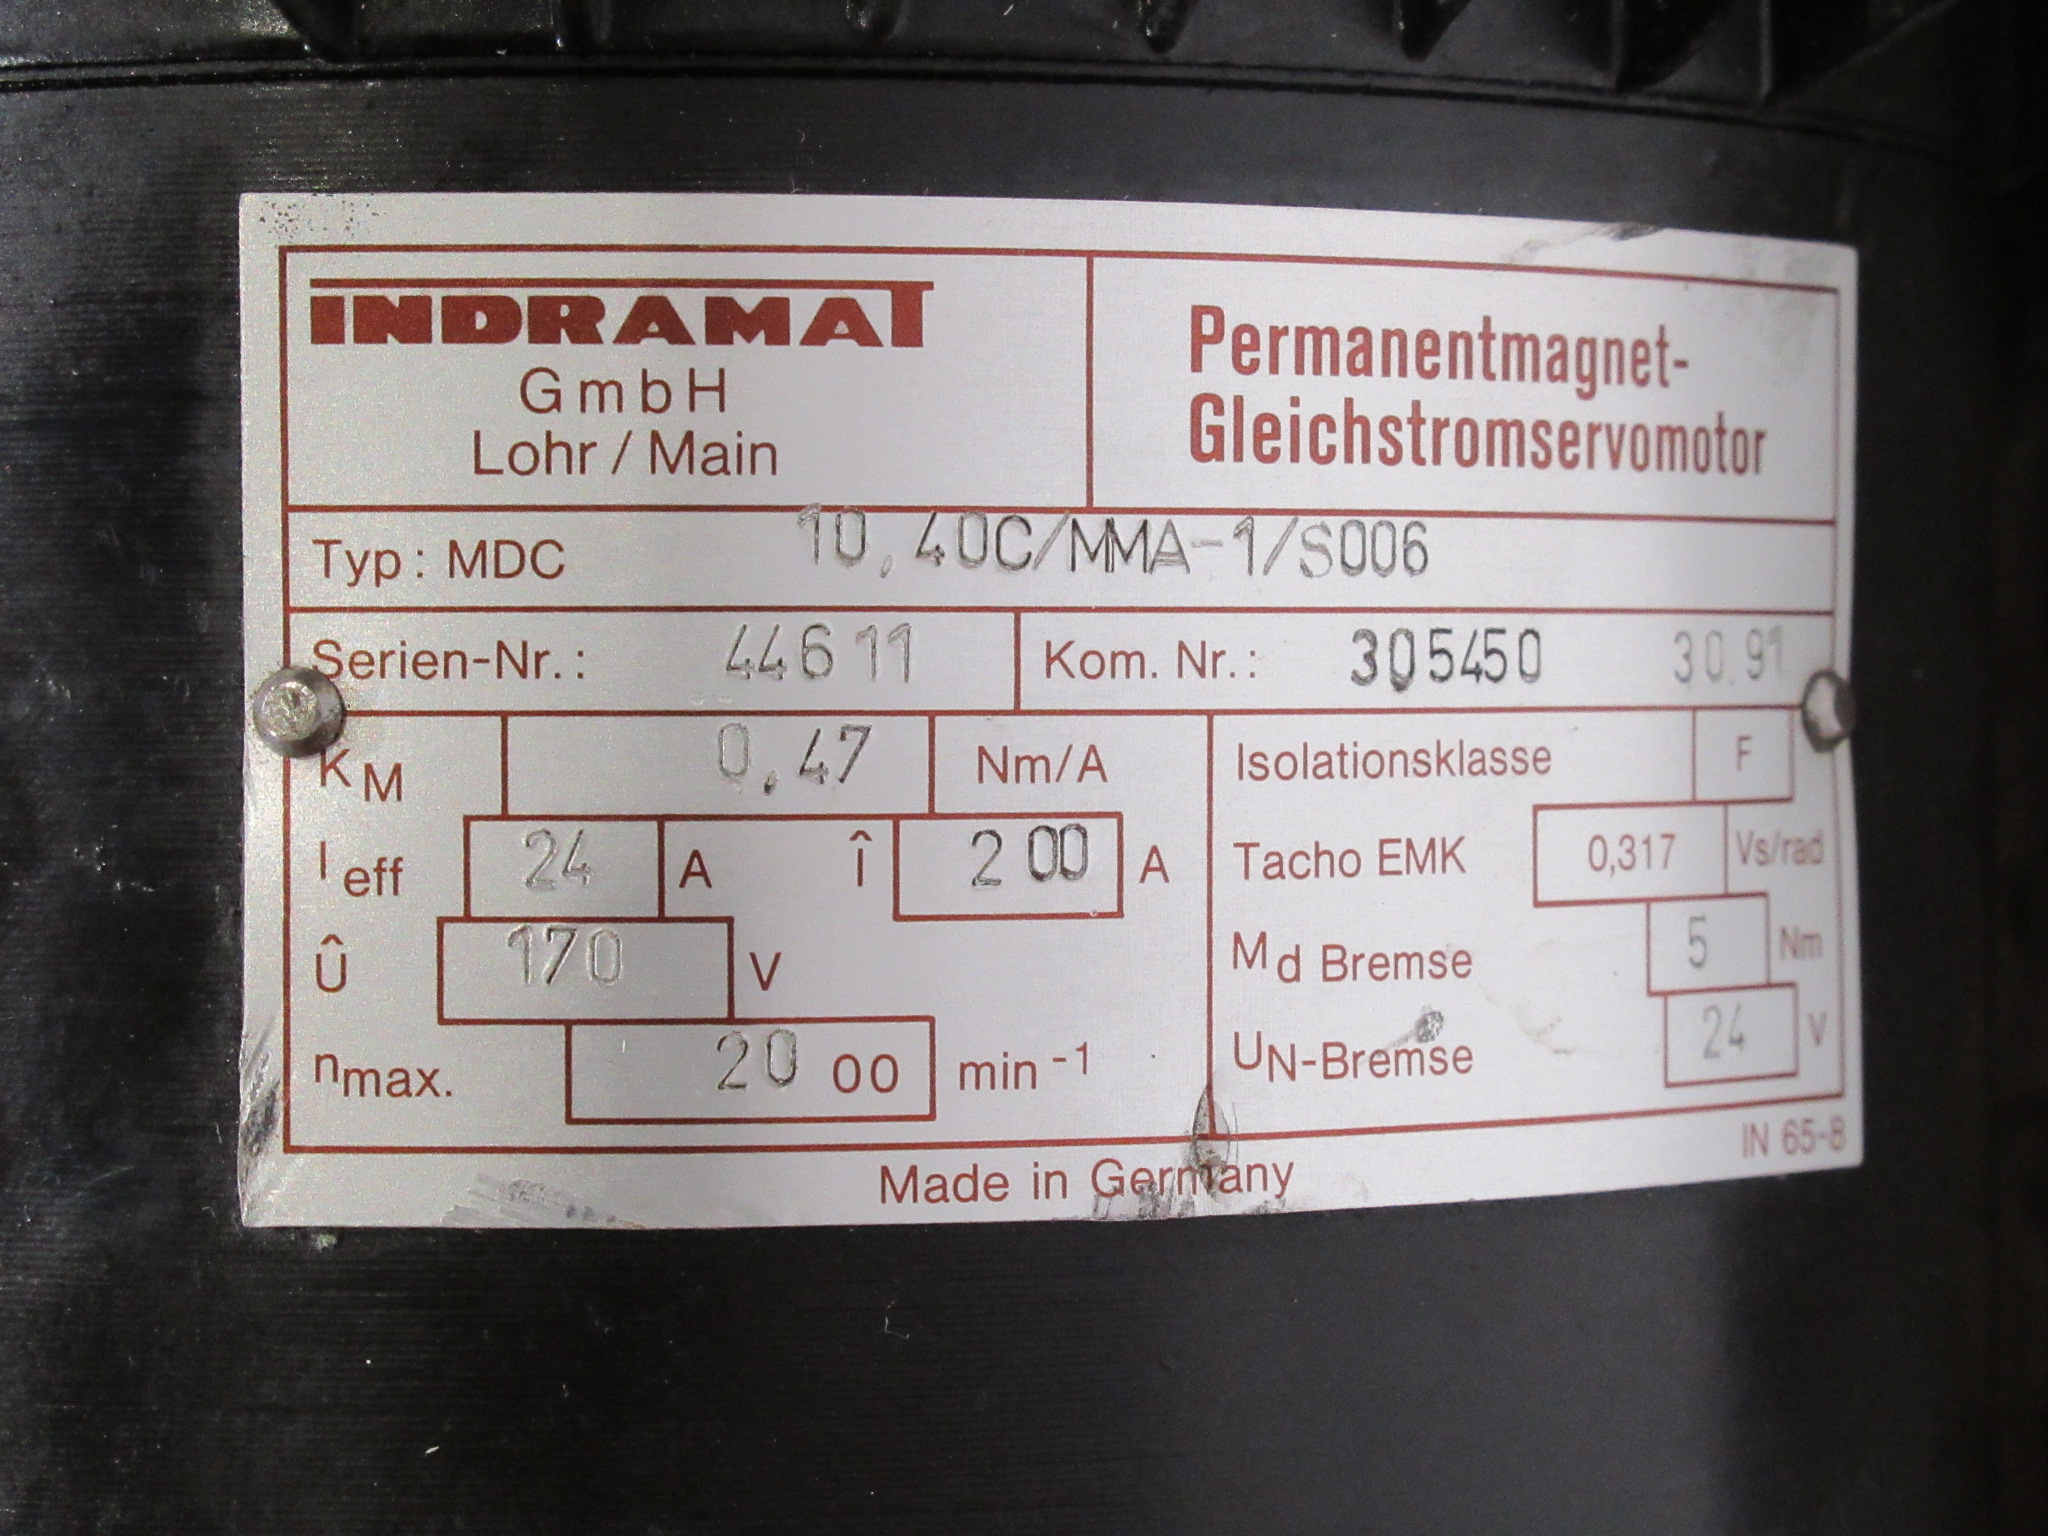 INDRAMAT
GmbH
Lohr / Main
Permanentmagnet-
Gleichstromservomotor
Typ: MDC 10,40C/MMA-1/S006
Serien-Nr.: 44611 Kom. Nr.: 305450 30.91
KM 0,47 Nm/A
Ieff 24 A Î 200 A
Û 170 V
nmax. 2000 min-1
Isolationsklasse F
Tacho EMK 0,317 Vs/rad
Md Bremse 5 Nm
UN-Bremse 24 V
IN 65-8
Made in Germany